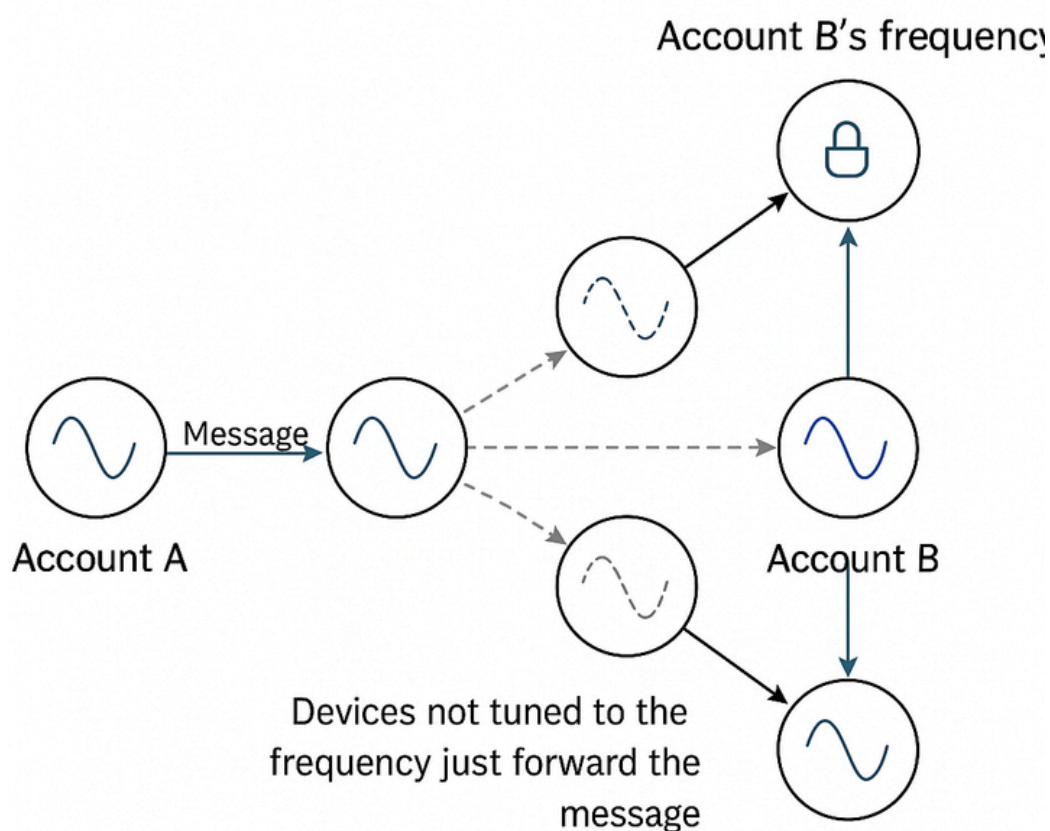 Account B's frequency
Message
Account A
Account B
Devices not tuned to the
frequency just forward the
message